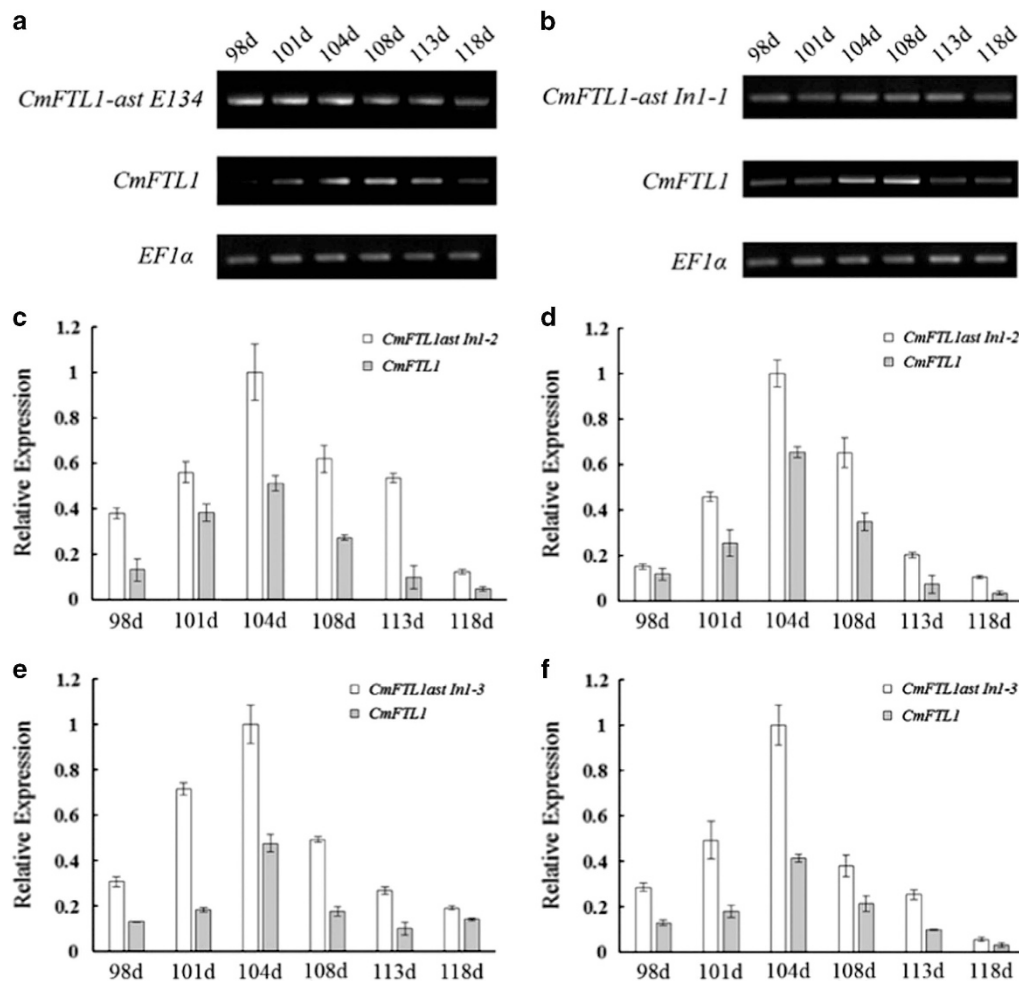 a
98d 101d 104d 108d 113d 118d
CmFTL1-ast E134
CmFTL1
EF1α
b
98d 101d 104d 108d 113d 118d
CmFTL1-ast In1-1
CmFTL1
EF1α
c
Relative Expression
1.2
1
0.8
0.6
0.4
0.2
0
CmFTL1ast In1-2
CmFTL1
98d 101d 104d 108d 113d 118d
d
Relative Expression
1.2
1
0.8
0.6
0.4
0.2
0
CmFTL1ast In1-2
CmFTL1
98d 101d 104d 108d 113d 118d
e
Relative Expression
1.2
1
0.8
0.6
0.4
0.2
0
CmFTL1ast In1-3
CmFTL1
98d 101d 104d 108d 113d 118d
f
Relative Expression
1.2
1
0.8
0.6
0.4
0.2
0
CmFTL1ast In1-3
CmFTL1
98d 101d 104d 108d 113d 118d